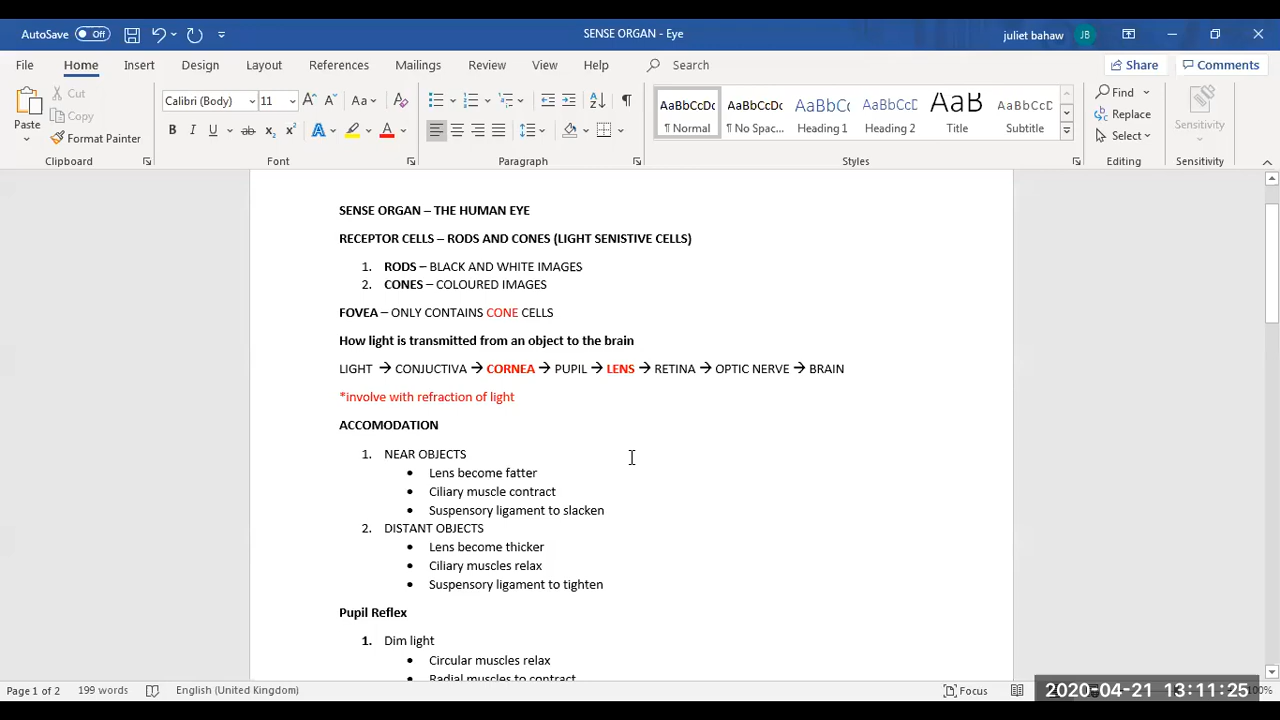 AutoSave Off SENSE ORGAN - Eye juliet bahaw JB
File Home Insert Design Layout References Mailings Review View Help Search Share Comments
Paste Cut Copy Format Painter
Calibri (Body) 11
AaBbCcDc AaBbCcDc AaBbCc AaBbCcD AaB AaBbCcD
¶ Normal ¶ No Spac... Heading 1 Heading 2 Title Subtitle
Find Replace Select
Sensitivity
Clipboard Font Paragraph Styles Editing Sensitivity
SENSE ORGAN – THE HUMAN EYE
RECEPTOR CELLS – RODS AND CONES (LIGHT SENISTIVE CELLS)
1. RODS – BLACK AND WHITE IMAGES
2. CONES – COLOURED IMAGES
FOVEA – ONLY CONTAINS CONE CELLS
How light is transmitted from an object to the brain
LIGHT → CONJUCTIVA → CORNEA → PUPIL → LENS → RETINA → OPTIC NERVE → BRAIN
*involve with refraction of light
ACCOMODATION
1. NEAR OBJECTS
• Lens become fatter
• Ciliary muscle contract
• Suspensory ligament to slacken
2. DISTANT OBJECTS
• Lens become thicker
• Ciliary muscles relax
• Suspensory ligament to tighten
Pupil Reflex
1. Dim light
• Circular muscles relax
• Radial muscles to contract
Page 1 of 2 199 words English (United Kingdom) Focus 2020-04-21 13:11:25 100%